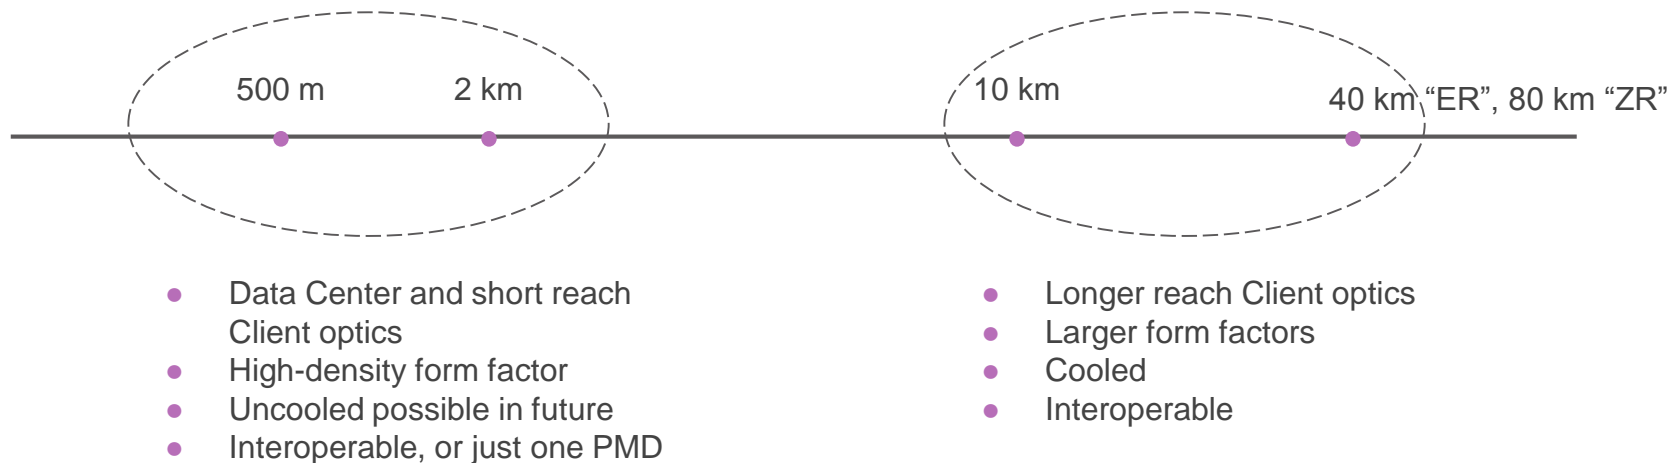 500 m
2 km
10 km
40 km “ER”, 80 km “ZR”
● Data Center and short reach
Client optics
● High-density form factor
● Uncooled possible in future
● Interoperable, or just one PMD
● Longer reach Client optics
● Larger form factors
● Cooled
● Interoperable